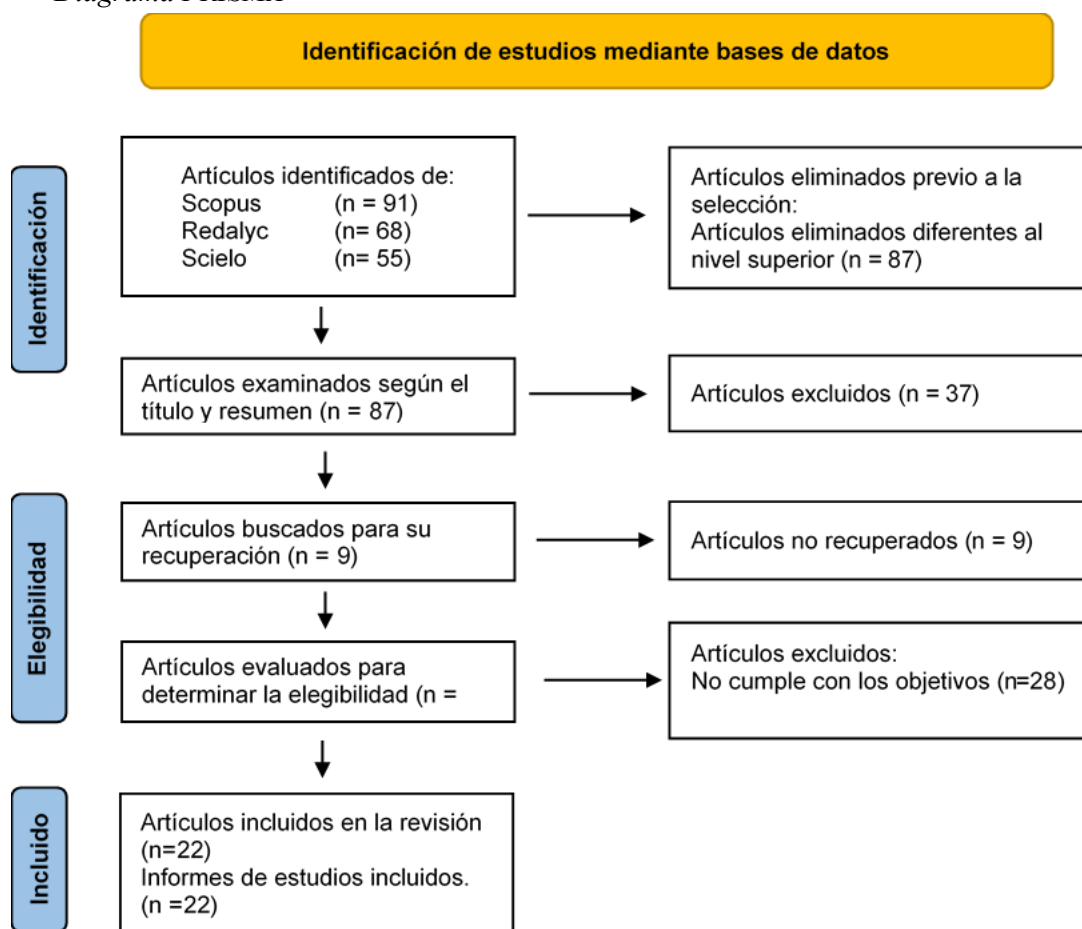 Diagrama PRISMA
Identificación de estudios mediante bases de datos
Identificación
Artículos identificados de:
Scopus (n = 91)
Redalyc (n= 68)
Scielo (n= 55)
Artículos eliminados previo a la
selección:
Artículos eliminados diferentes al
nivel superior (n = 87)
Artículos examinados según el
título y resumen (n = 87)
Artículos excluidos (n = 37)
Elegibilidad
Artículos buscados para su
recuperación (n = 9)
Artículos no recuperados (n = 9)
Artículos evaluados para
determinar la elegibilidad (n =
Artículos excluidos:
No cumple con los objetivos (n=28)
Incluido
Artículos incluidos en la revisión
(n=22)
Informes de estudios incluidos.
(n =22)